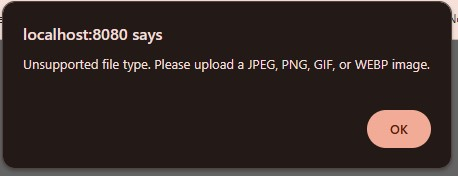 localhost:8080 says
Unsupported file type. Please upload a JPEG, PNG, GIF, or WEBP image.
OK